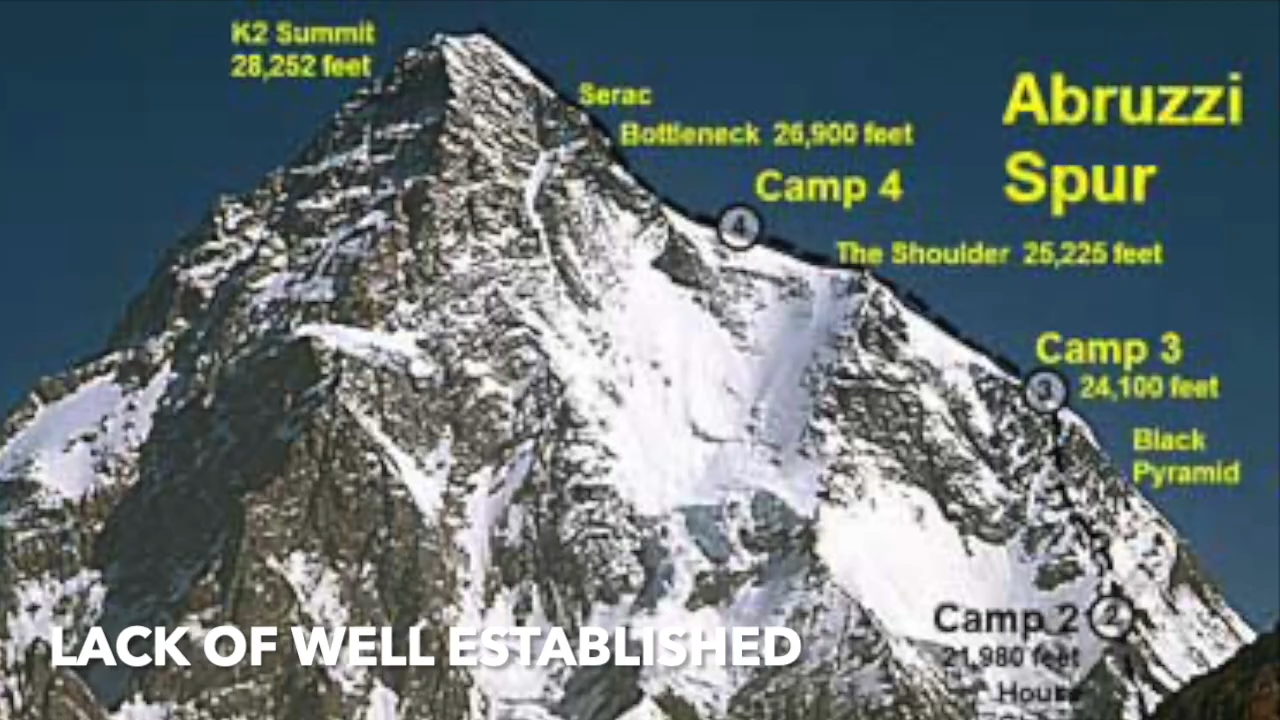 K2 Summit
28,252 feet
Serac
Bottleneck 26,900 feet
Abruzzi
Spur
Camp 4
4
The Shoulder 25,225 feet
Camp 3
3 24,100 feet
Black
Pyramid
Camp 2 2
21,980 feet
House
LACK OF WELL ESTABLISHED